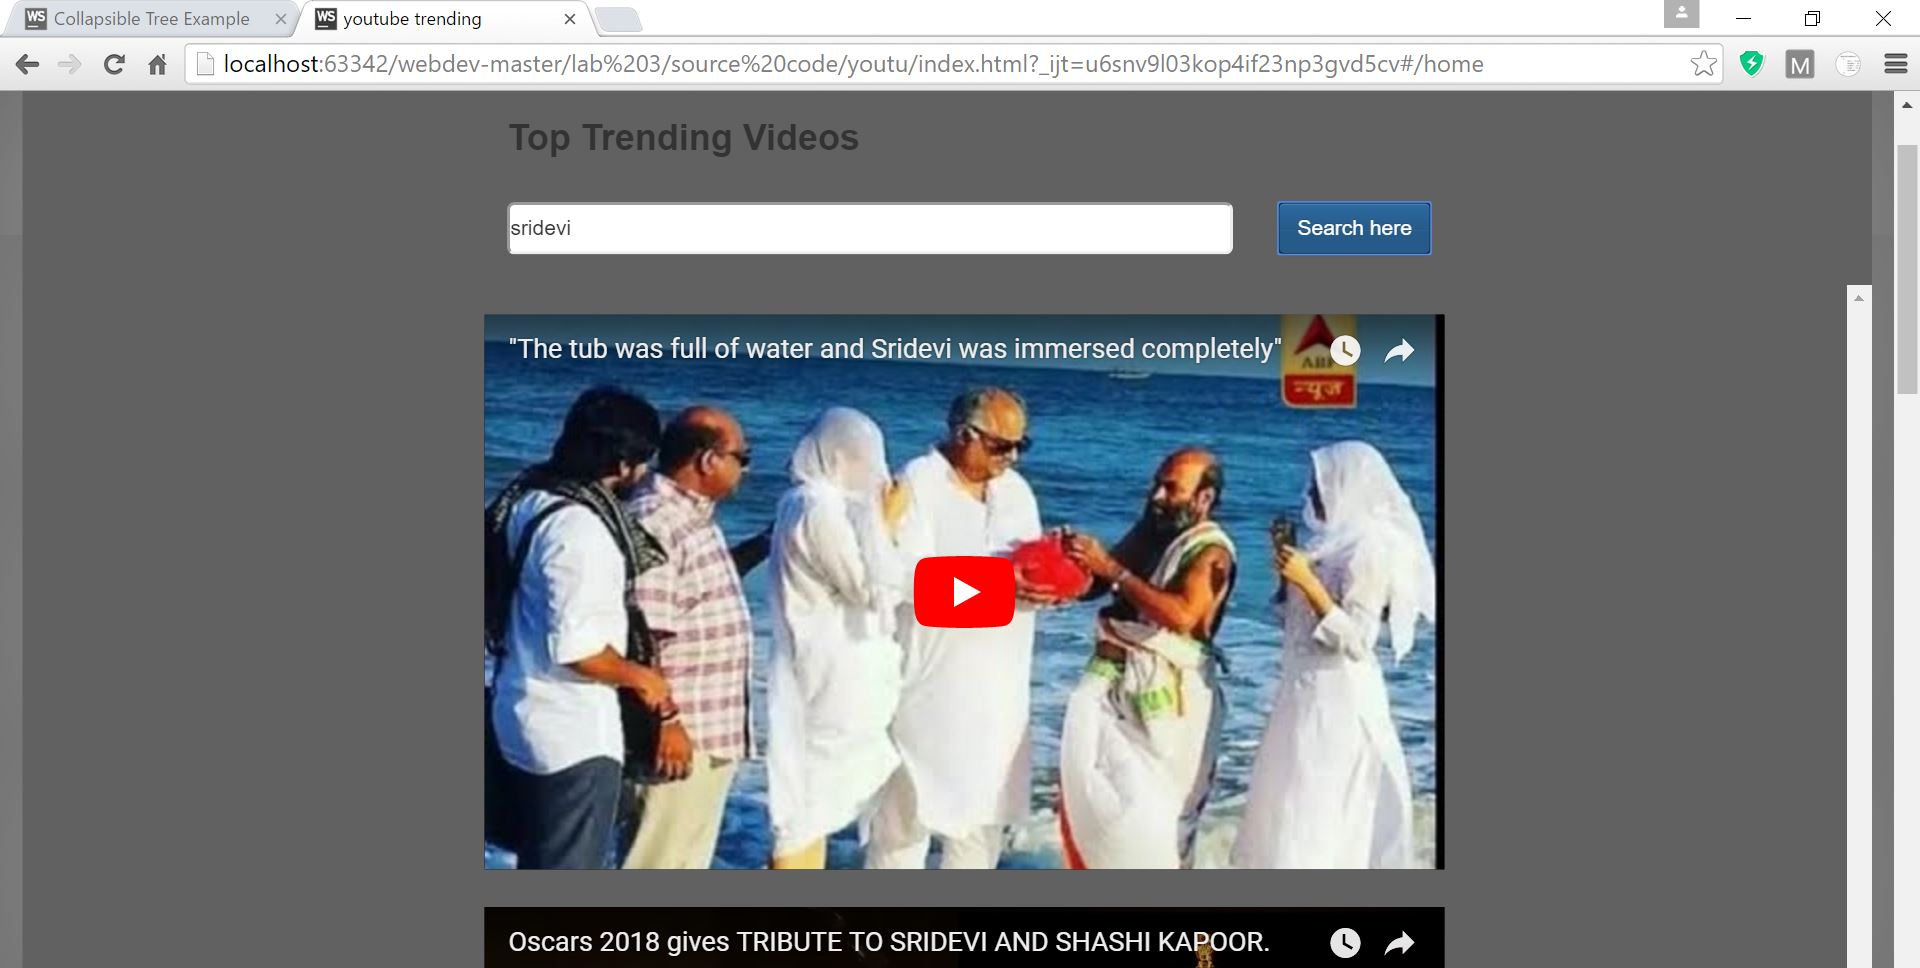 WS Collapsible Tree Example
WS youtube trending
localhost:63342/webdev-master/lab%203/source%20code/youtu/index.html?_ijt=u6snv9l03kop4if23np3gvd5cv#/home
M
Top Trending Videos
sridevi
Search here
"The tub was full of water and Sridevi was immersed completely"
ABP
न्यूज़
Oscars 2018 gives TRIBUTE TO SRIDEVI AND SHASHI KAPOOR.